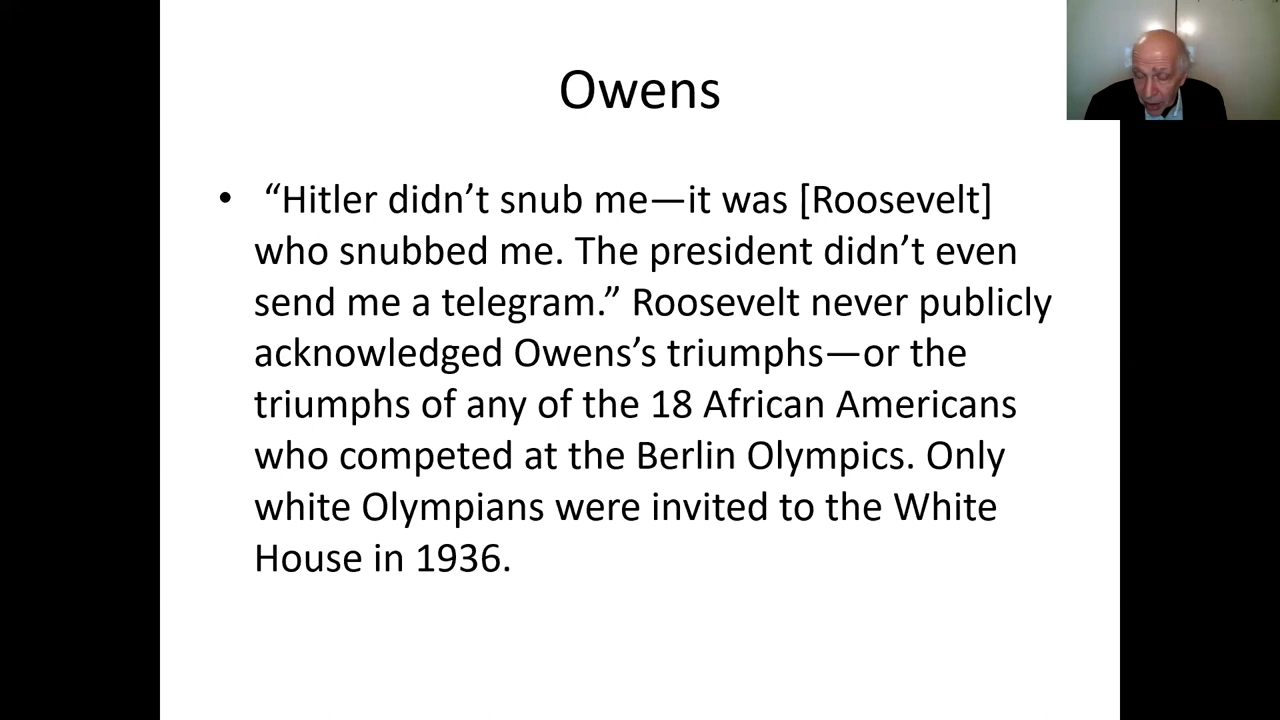 Owens
• “Hitler didn’t snub me—it was [Roosevelt]
who snubbed me. The president didn’t even
send me a telegram.” Roosevelt never publicly
acknowledged Owens’s triumphs—or the
triumphs of any of the 18 African Americans
who competed at the Berlin Olympics. Only
white Olympians were invited to the White
House in 1936.